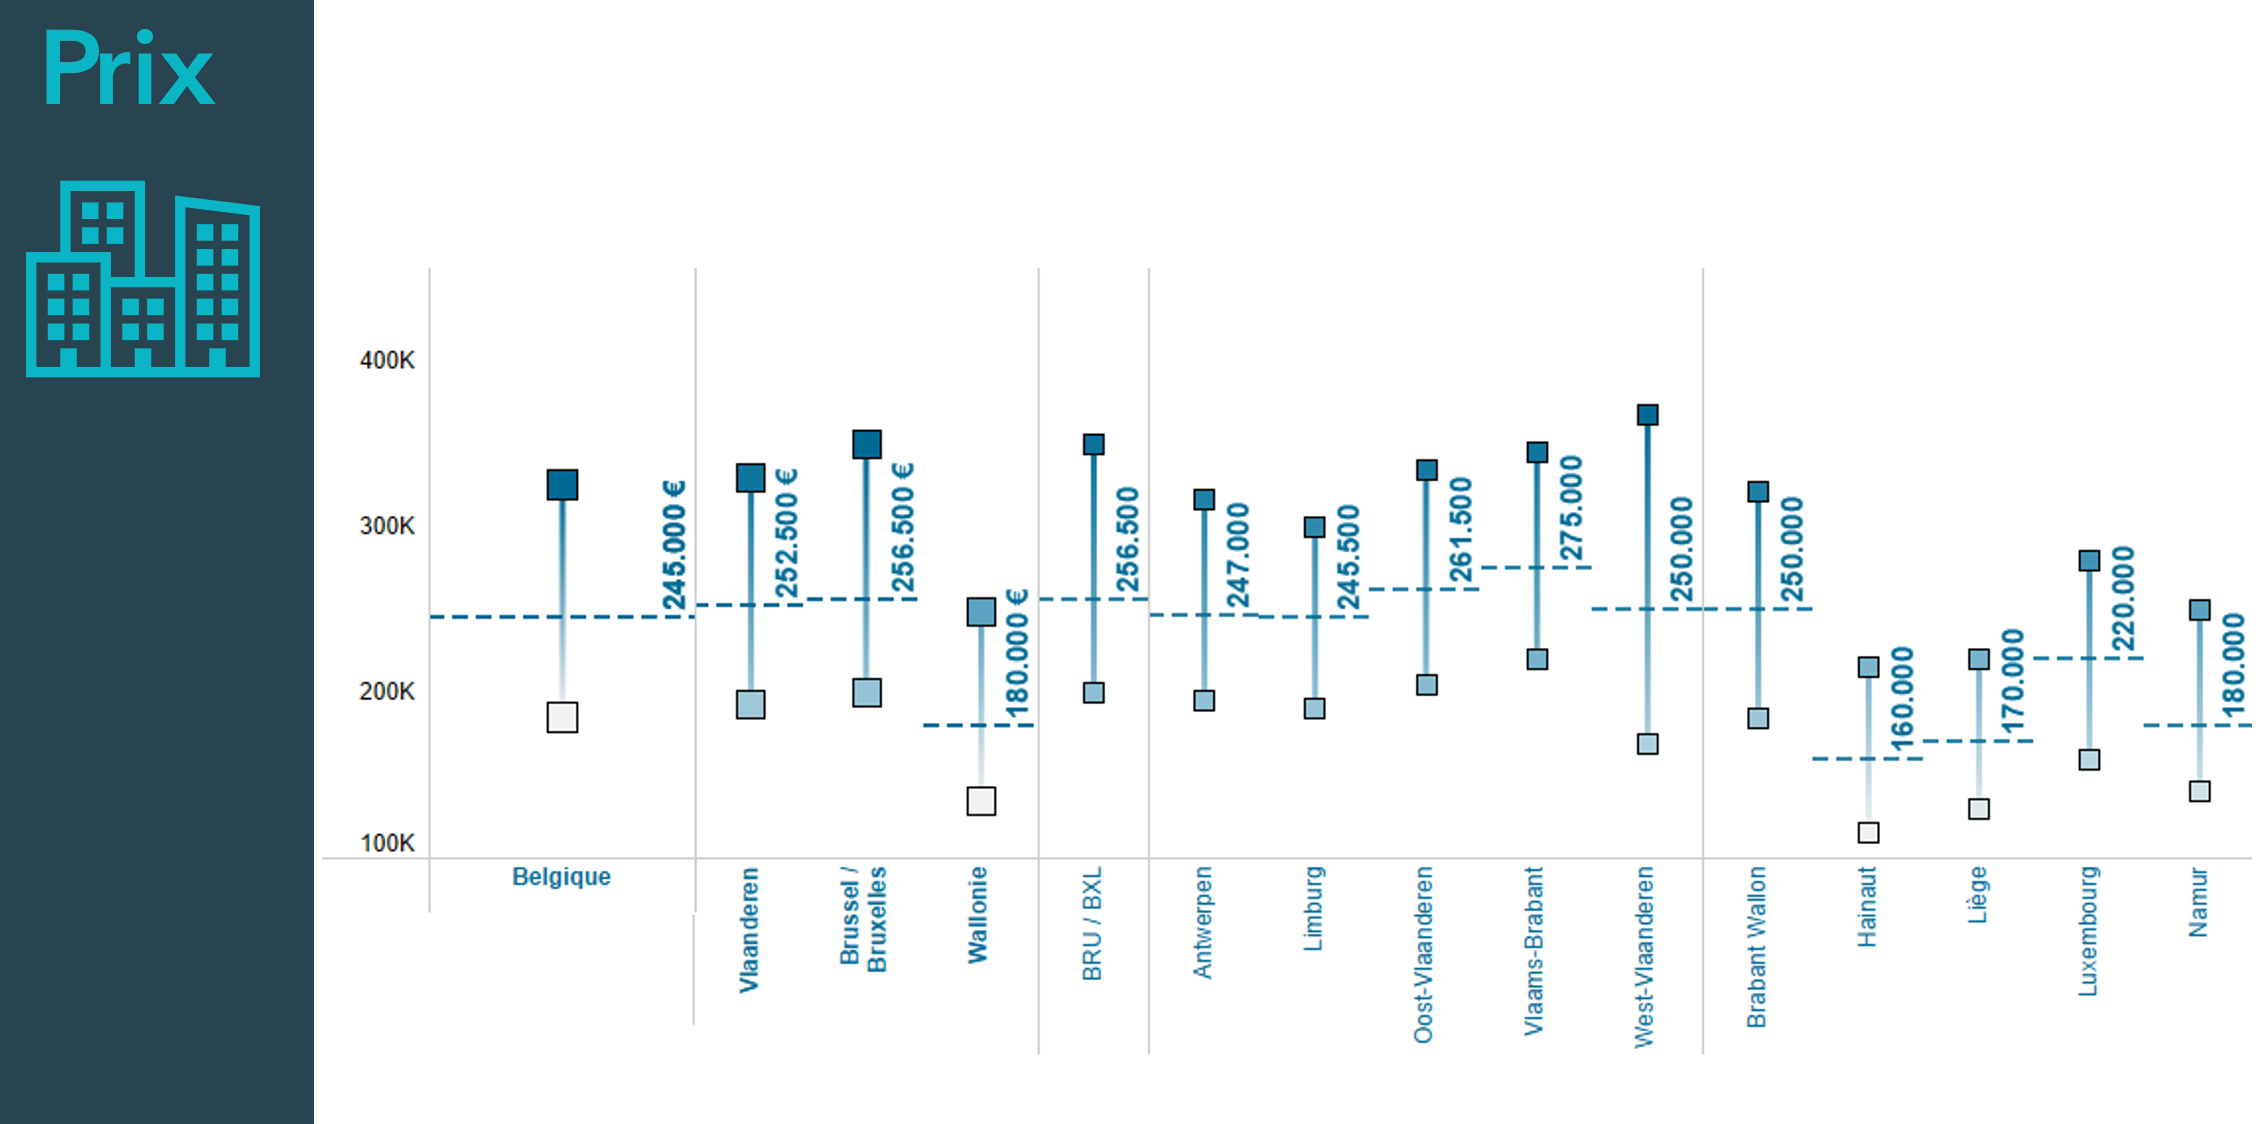 Prix
400K
300K
200K
100K
245.000 €
252.500 €
256.500 €
180.000 €
256.500
247.000
245.500
261.500
275.000
250.000
250.000
160.000
170.000
220.000
180.000
Belgique
Vlaanderen
Brussel /
Bruxelles
Wallonie
BRU / BXL
Antwerpen
Limburg
Oost-Vlaanderen
Vlaams-Brabant
West-Vlaanderen
Brabant Wallon
Hainaut
Liège
Luxembourg
Namur